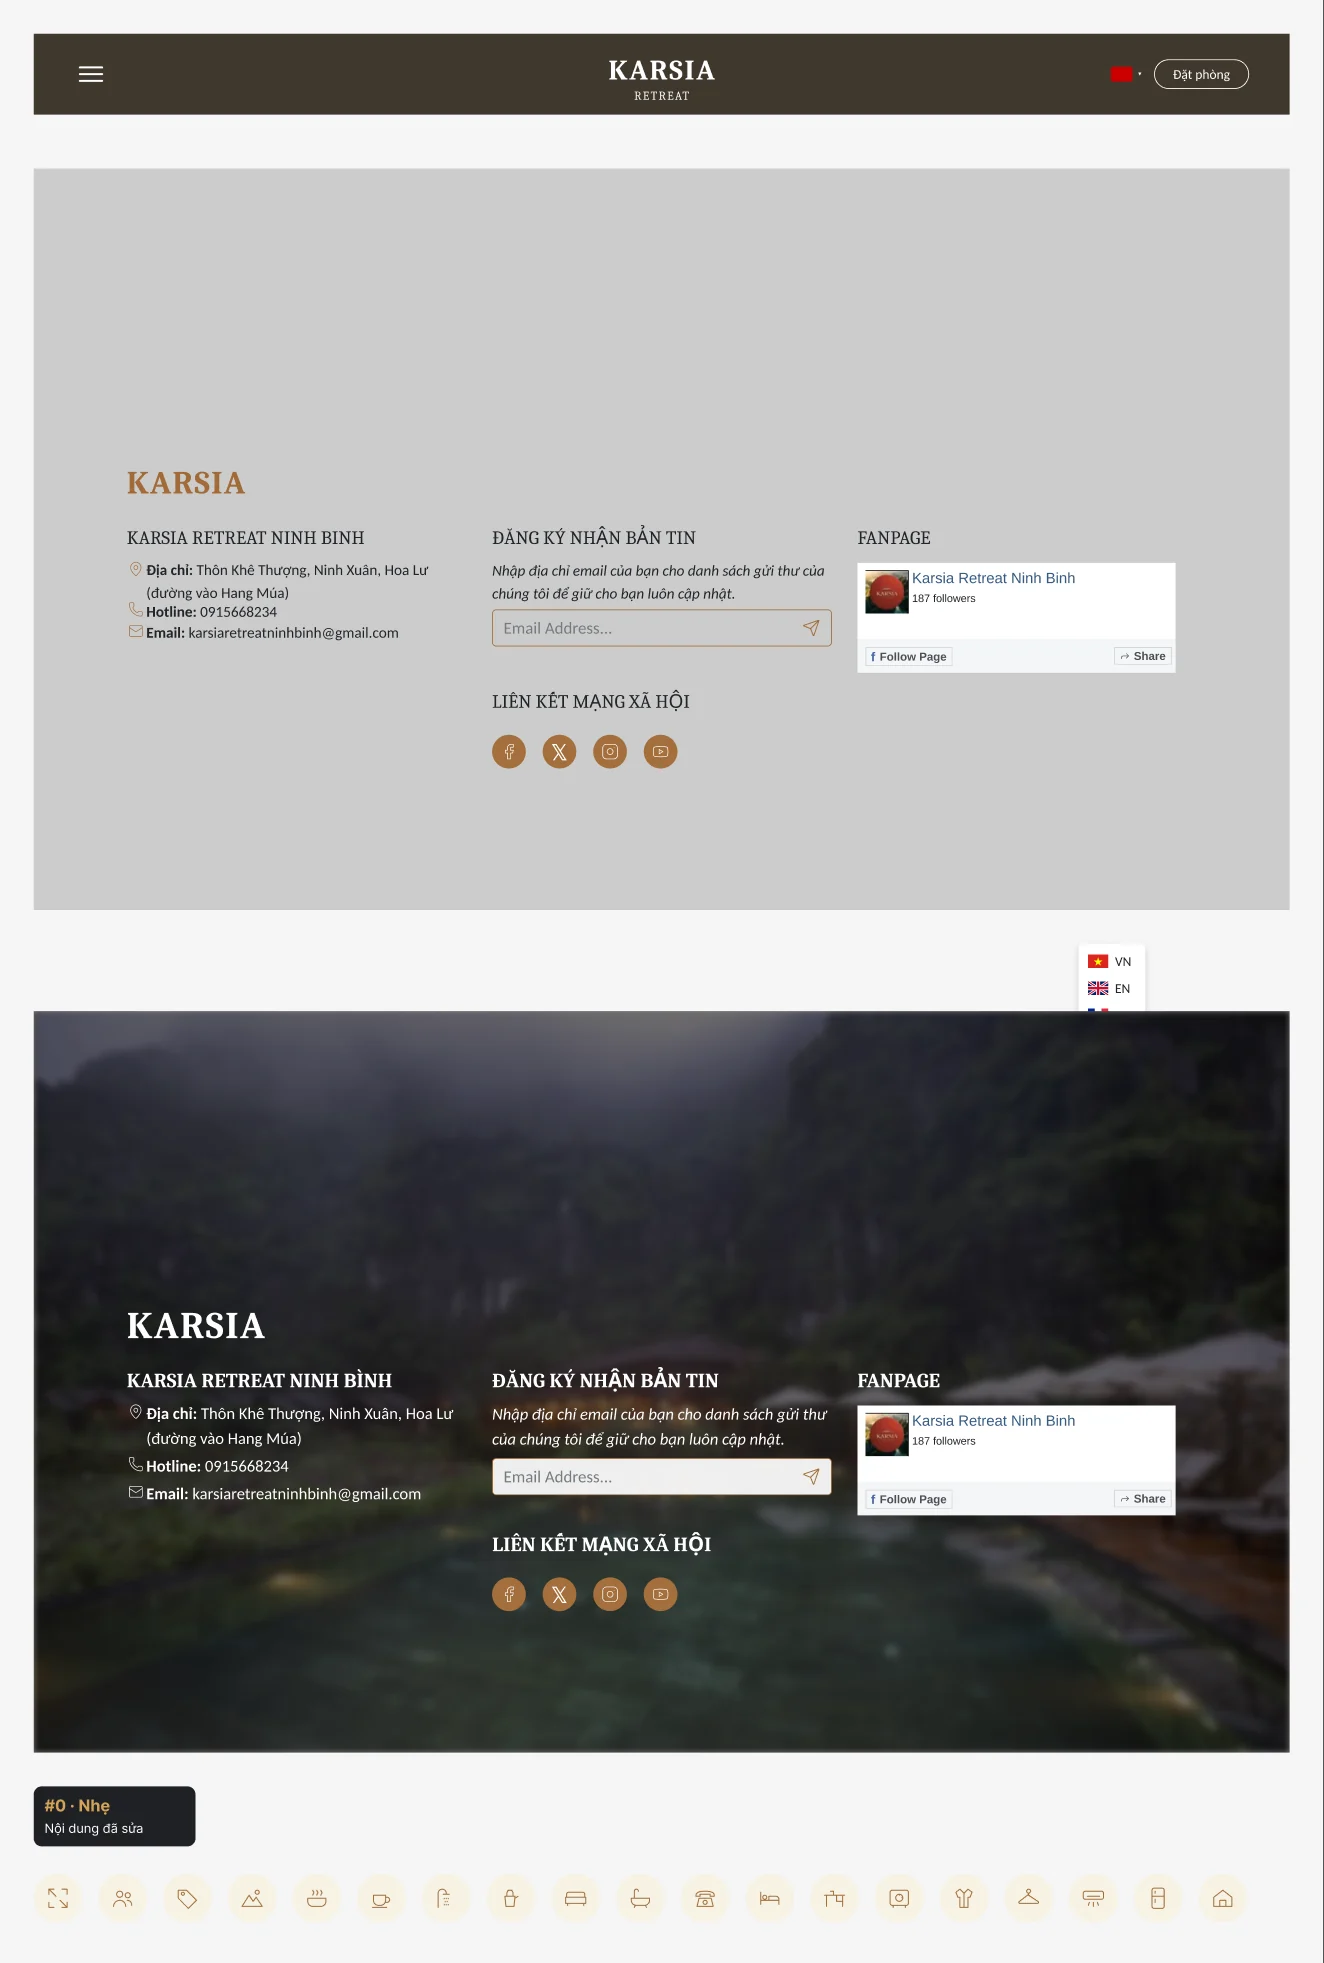 KARSIA
RETREAT
Đặt phòng
KARSIA
KARSIA RETREAT NINH BINH
Địa chỉ: Thôn Khê Thượng, Ninh Xuân, Hoa Lư
(đường vào Hang Múa)
Hotline: 0915668234
Email: karsiaretreatninhbinh@gmail.com
ĐĂNG KÝ NHẬN BẢN TIN
Nhập địa chỉ email của bạn cho danh sách gửi thư của
chúng tôi để giữ cho bạn luôn cập nhật.
Email Address...
LIÊN KẾT MẠNG XÃ HỘI
FANPAGE
KARSIA
Karsia Retreat Ninh Binh
187 followers
Follow Page
Share
VN
EN
KARSIA
KARSIA RETREAT NINH BÌNH
Địa chỉ: Thôn Khê Thượng, Ninh Xuân, Hoa Lư
(đường vào Hang Múa)
Hotline: 0915668234
Email: karsiaretreatninhbinh@gmail.com
ĐĂNG KÝ NHẬN BẢN TIN
Nhập địa chỉ email của bạn cho danh sách gửi thư
của chúng tôi để giữ cho bạn luôn cập nhật.
Email Address...
LIÊN KẾT MẠNG XÃ HỘI
FANPAGE
KARSIA
Karsia Retreat Ninh Binh
187 followers
Follow Page
Share
#0 · Nhẹ
Nội dung đã sửa